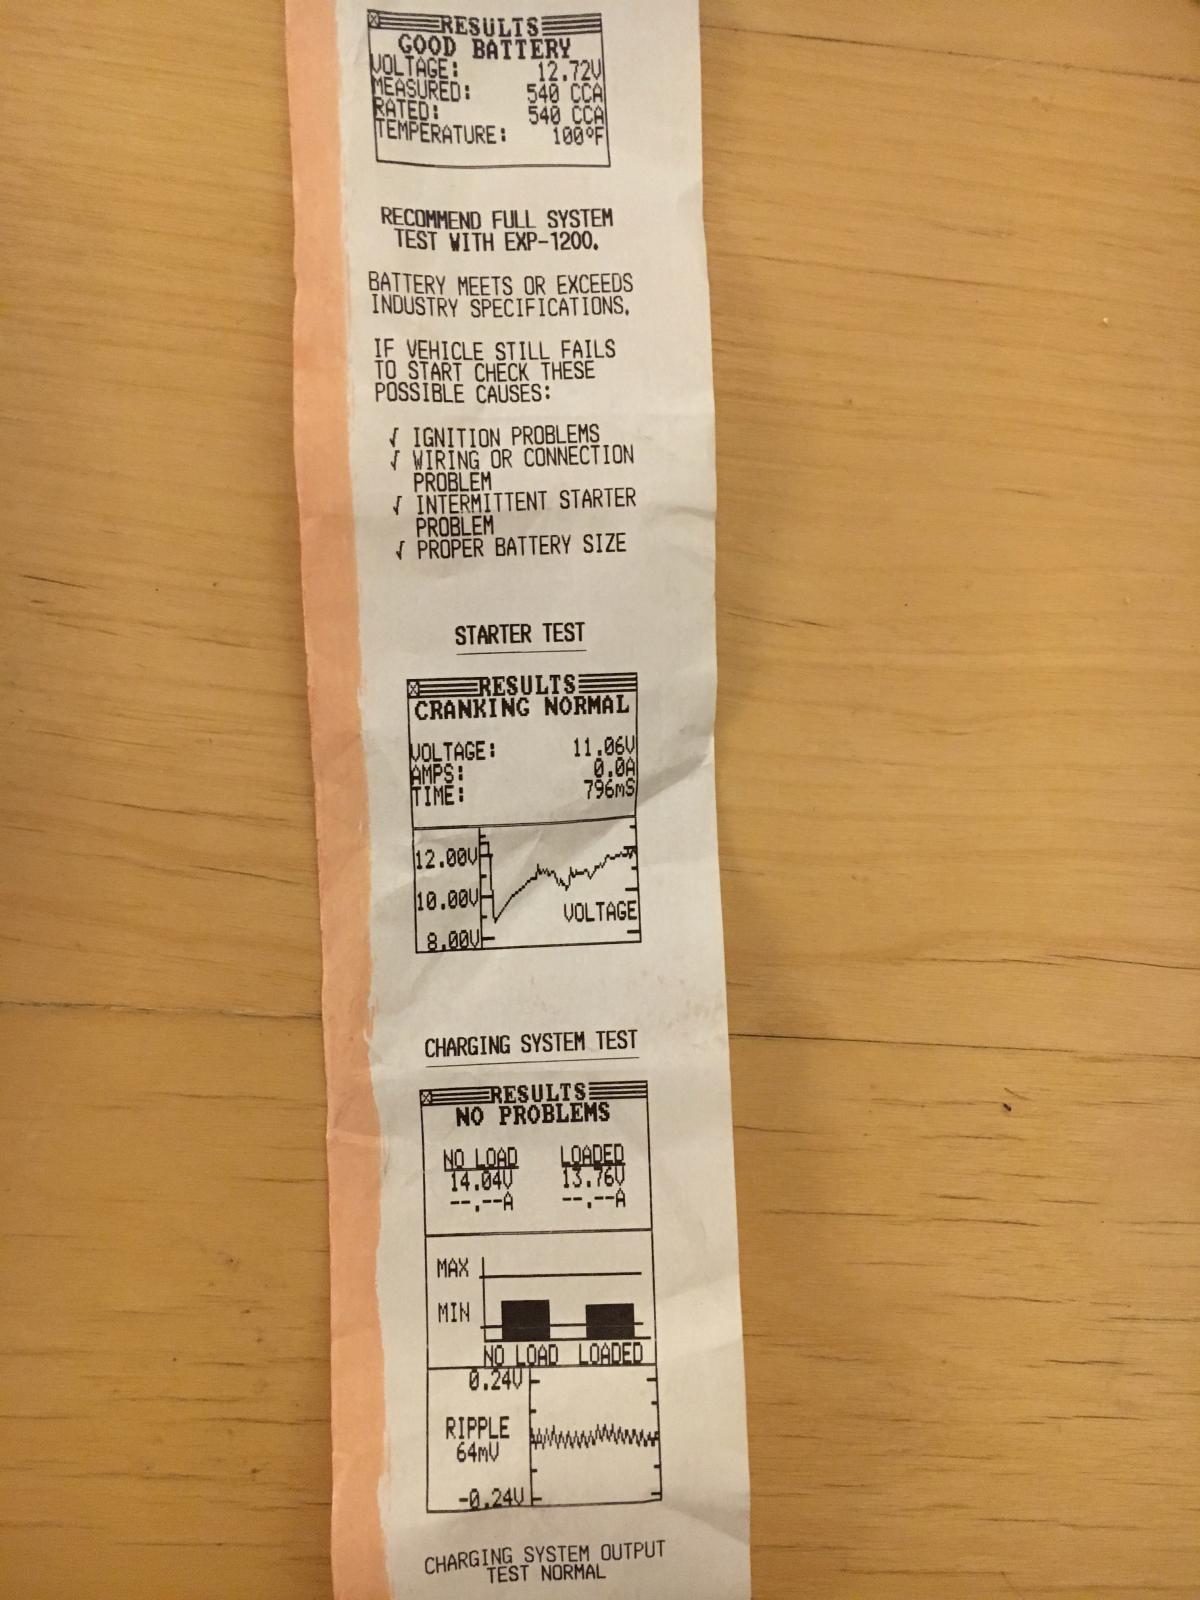 RESULTS
GOOD BATTERY
VOLTAGE: 12.72V
MEASURED: 540 CCA
RATED: 540 CCA
TEMPERATURE: 100°F
RECOMMEND FULL SYSTEM
TEST WITH EXP-1200.
BATTERY MEETS OR EXCEEDS
INDUSTRY SPECIFICATIONS.
IF VEHICLE STILL FAILS
TO START CHECK THESE
POSSIBLE CAUSES:
√ IGNITION PROBLEMS
√ WIRING OR CONNECTION
PROBLEM
√ INTERMITTENT STARTER
PROBLEM
√ PROPER BATTERY SIZE
STARTER TEST
RESULTS
CRANKING NORMAL
VOLTAGE: 11.06V
AMPS: 0.0A
TIME: 796mS
12.00V
10.00V
VOLTAGE
8.00V
CHARGING SYSTEM TEST
RESULTS
NO PROBLEMS
NO LOAD LOADED
14.04V 13.76V
--.--A --.--A
MAX
MIN
NO LOAD LOADED
0.24V
RIPPLE
64mV
-0.24V
CHARGING SYSTEM OUTPUT
TEST NORMAL